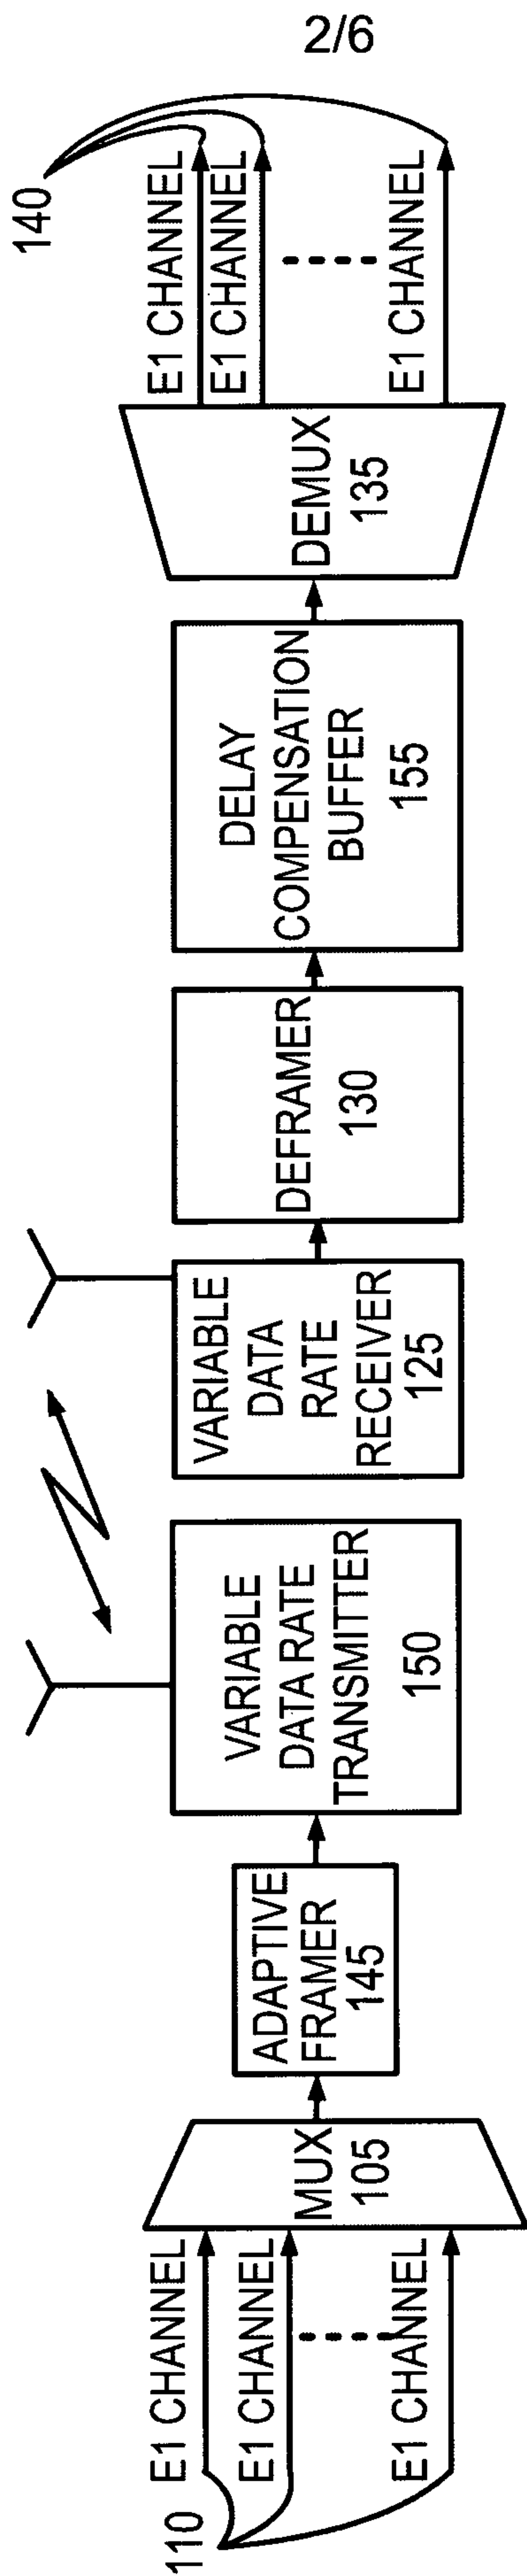 2/6
110
E1 CHANNEL
E1 CHANNEL
E1 CHANNEL
MUX
105
ADAPTIVE
FRAMER
145
VARIABLE
DATA RATE
TRANSMITTER
150
VARIABLE
DATA
RATE
RECEIVER
125
DEFRAMER
130
DELAY
COMPENSATION
BUFFER
155
DEMUX
135
E1 CHANNEL
E1 CHANNEL
E1 CHANNEL
140